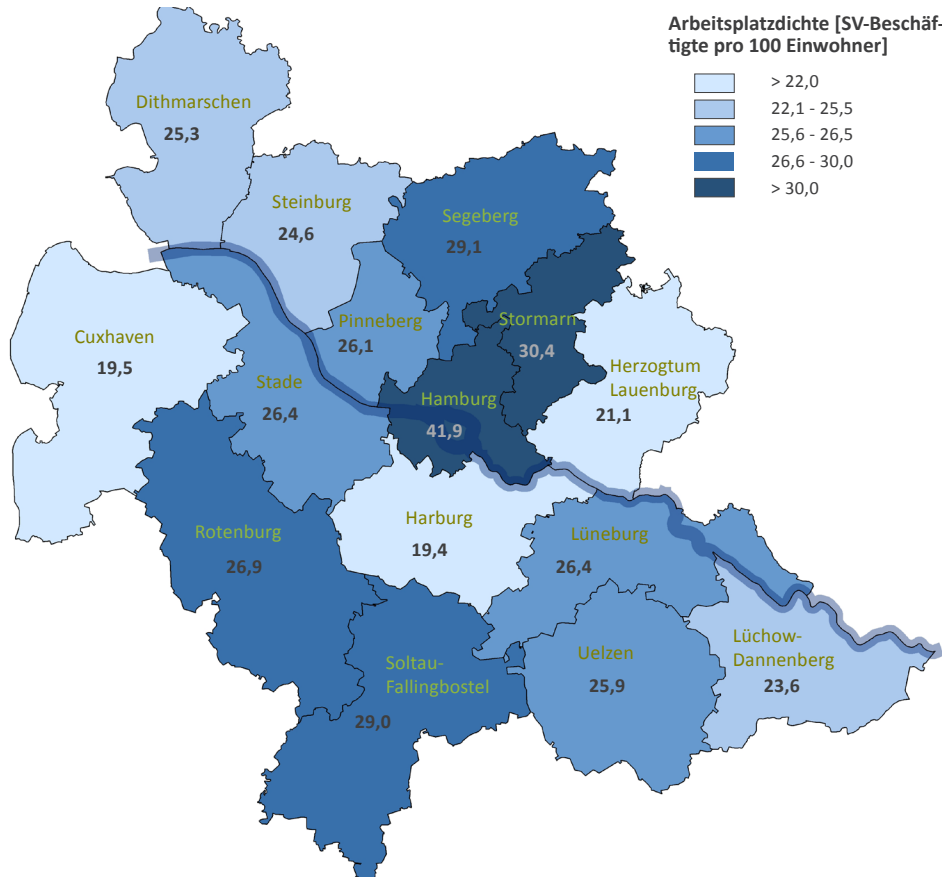 Arbeitsplatzdichte [SV-Beschäf-
tigte pro 100 Einwohner]
> 22,0
22,1 - 25,5
25,6 - 26,5
26,6 - 30,0
> 30,0
Dithmarschen
25,3
Steinburg
24,6
Segeberg
29,1
Stormarn
30,4
Pinneberg
26,1
Cuxhaven
19,5
Stade
26,4
Hamburg
41,9
Herzogtum
Lauenburg
21,1
Harburg
19,4
Rotenburg
26,9
Lüneburg
26,4
Lüchow-
Dannenberg
23,6
Uelzen
25,9
Soltau-
Fallingbostel
29,0